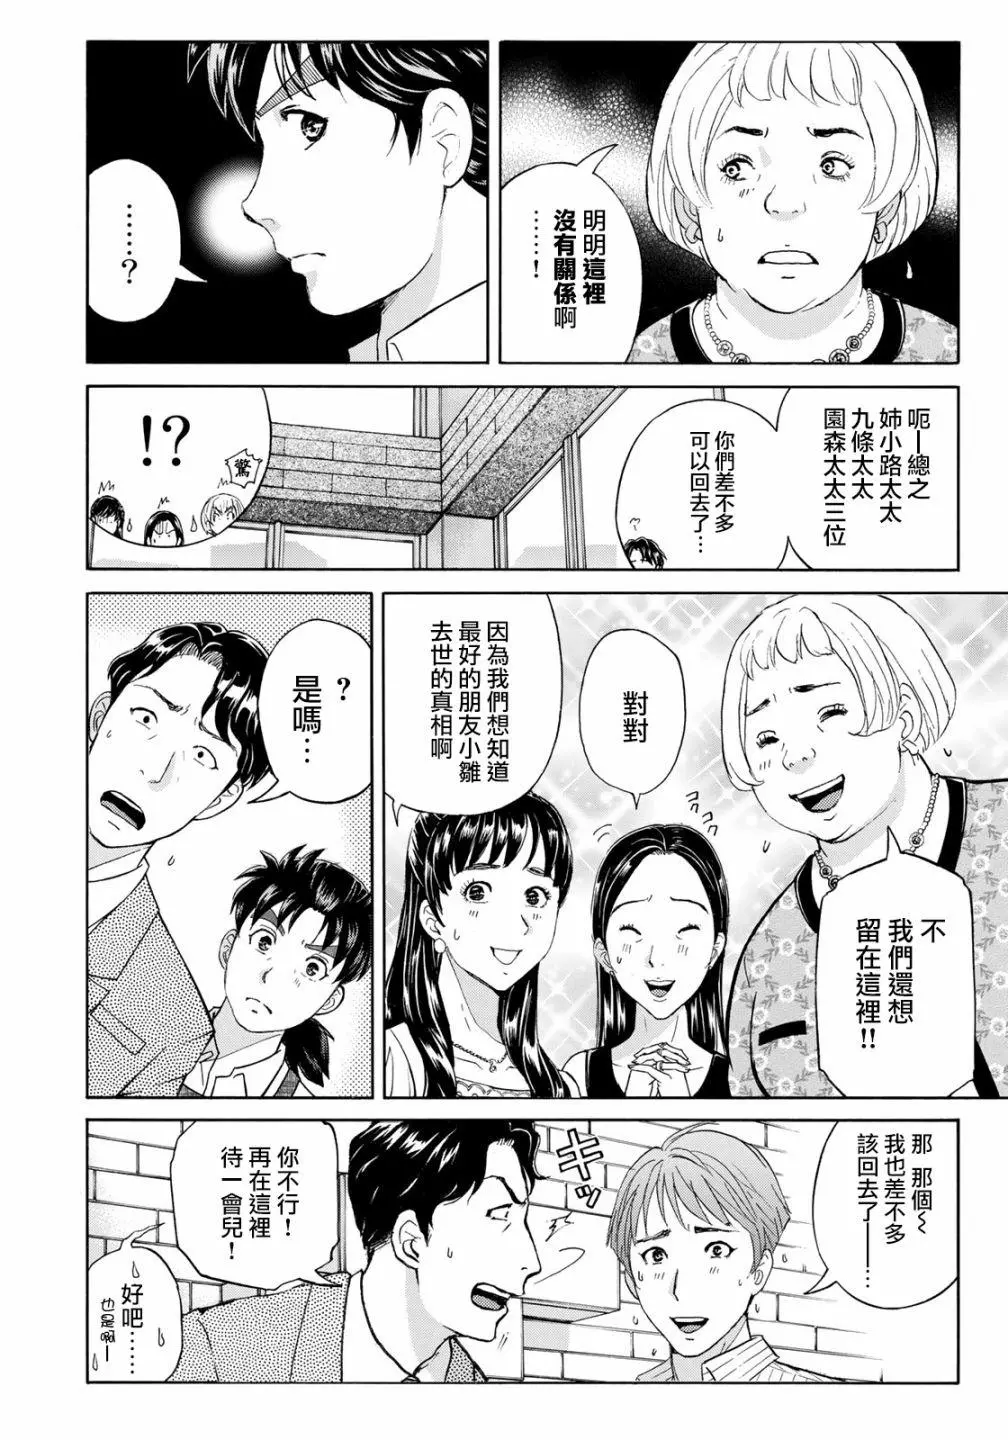 明明這裡
沒有關係啊
……！
……？
呃ー總之
姉小路太太
九條太太
園森太太三位
你們差不多
可以回去了…
驚
！？
？
不
我們還想
留在這裡!!
對對
因為我們想知道
最好的朋友小雛
去世的真相啊
？
是嗎…
那 那個～
我也差不多
該回去了——…
キッ
你不行！
再在這裡
待一會兒！
好吧……
也是啊ー